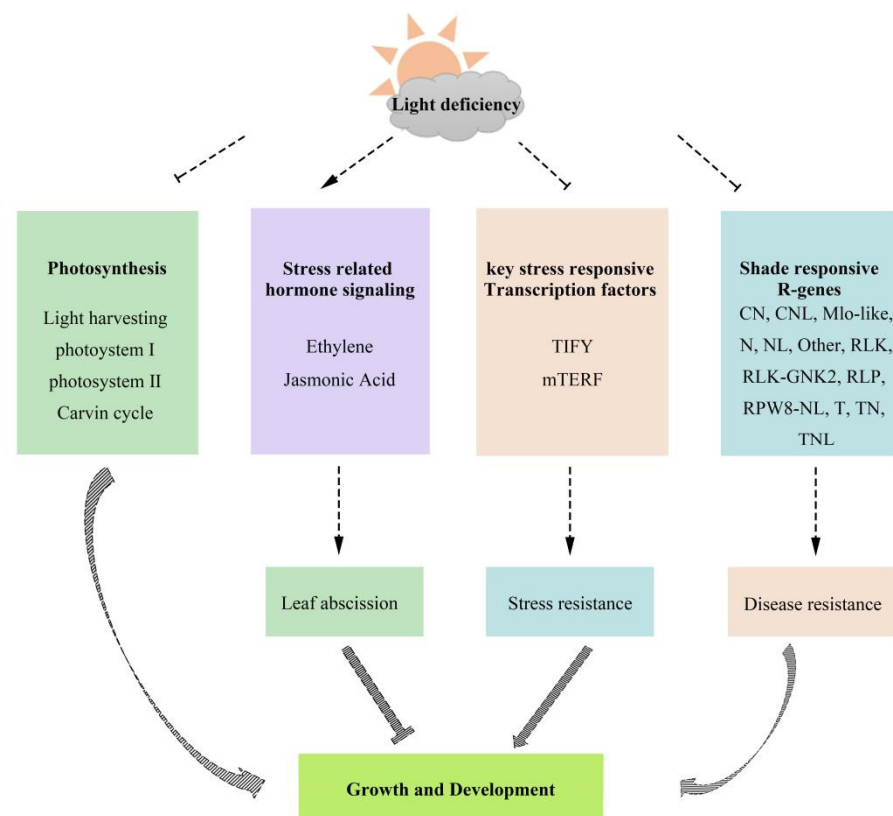 Light deficiency
Photosynthesis
Light harvesting
photoystem I
photosystem II
Carvin cycle
Stress related
hormone signaling
Ethylene
Jasmonic Acid
key stress responsive
Transcription factors
TIFY
mTERF
Shade responsive
R-genes
CN, CNL, Mlo-like,
N, NL, Other, RLK,
RLK-GNK2, RLP,
RPW8-NL, T, TN,
TNL
Leaf abscission
Stress resistance
Disease resistance
Growth and Development